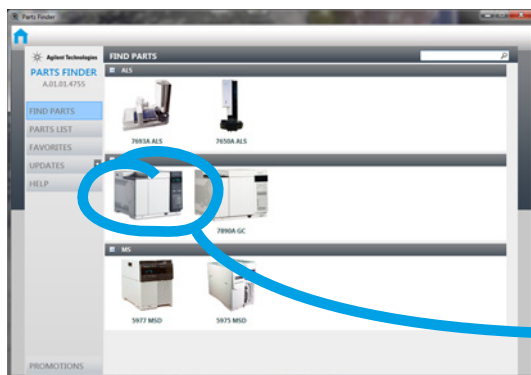 Parts Finder
Agilent Technologies
PARTS FINDER
A.01.01.4755
FIND PARTS
PARTS LIST
FAVORITES
UPDATES
HELP
PROMOTIONS
FIND PARTS
ALS
7693A ALS
7650A ALS
7890A GC
MS
5977 MSD
5975 MSD